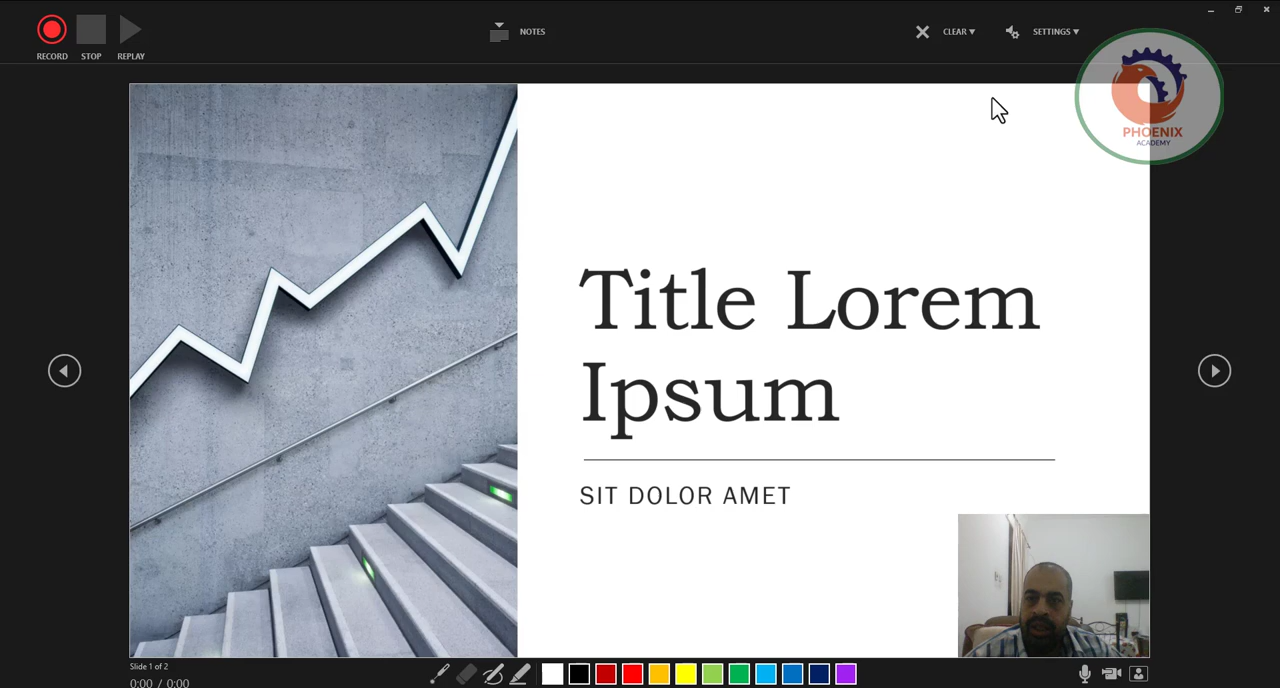 RECORD
STOP
REPLAY
NOTES
CLEAR
SETTINGS
PHOENIX
ACADEMY
Title Lorem
Ipsum
SIT DOLOR AMET
Slide 1 of 2
0:00 / 0:00